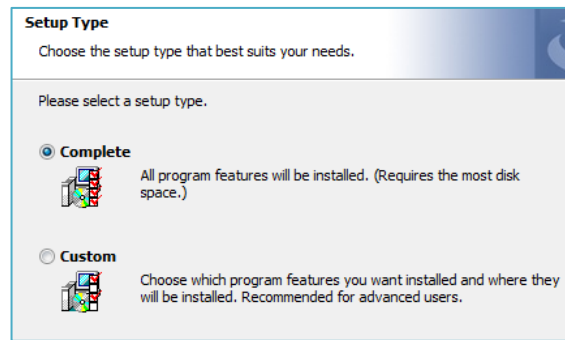 Setup Type
Choose the setup type that best suits your needs.
Please select a setup type.
Complete
All program features will be installed. (Requires the most disk
space.)
Custom
Choose which program features you want installed and where they
will be installed. Recommended for advanced users.